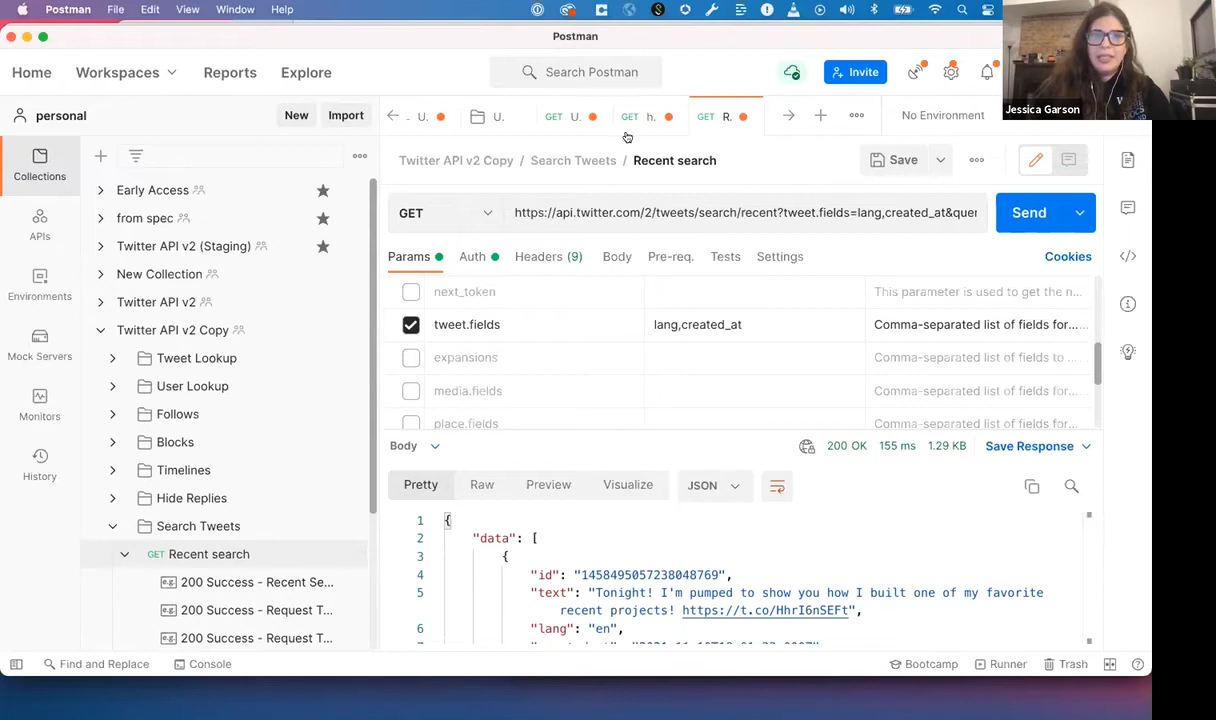 Postman File Edit View Window Help
Postman
Home Workspaces Reports Explore Search Postman Invite
Jessica Garson
personal New Import
.. U. U. GET U. GET h. GET R. No Environment
Twitter API v2 Copy / Search Tweets / Recent search Save
Collections
APIs
Environments
Mock Servers
Monitors
History
Early Access
from spec
Twitter API v2 (Staging)
New Collection
Twitter API v2
Twitter API v2 Copy
Tweet Lookup
User Lookup
Follows
Blocks
Timelines
Hide Replies
Search Tweets
GET Recent search
e.g. 200 Success - Recent Se...
e.g. 200 Success - Request T...
e.g. 200 Success - Request T...
GET https://api.twitter.com/2/tweets/search/recent?tweet.fields=lang,created_at&quer Send
Params Auth Headers (9) Body Pre-req. Tests Settings Cookies
next_token This parameter is used to get the n...
tweet.fields lang,created_at Comma-separated list of fields for....
expansions Comma-separated list of fields to ....
media.fields Comma-separated list of fields for....
place.fields Comma-separated list of fields for....
Body 200 OK 155 ms 1.29 KB Save Response
Pretty Raw Preview Visualize JSON
1 {
2 "data": [
3 {
4 "id": "1458495057238048769",
5 "text": "Tonight! I'm pumped to show you how I built one of my favorite
recent projects! https://t.co/HhrI6nSEFt",
6 "lang": "en",
Find and Replace Console Bootcamp Runner Trash